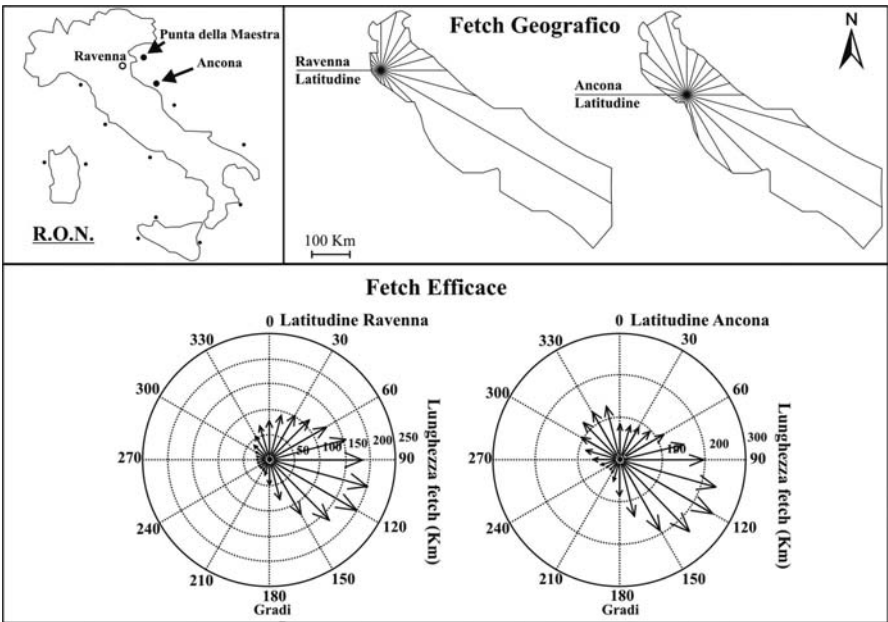 Punta della Maestra
Ravenna
Ancona
R.O.N.
Fetch Geografico
N
Ravenna
Latitudine
Ancona
Latitudine
100 Km
Fetch Efficace
0 Latitudine Ravenna
330
30
300
60
270
50 100 150 200 250
90
240
120
210
150
180
Gradi
Lunghezza fetch (Km)
0 Latitudine Ancona
330
30
300
60
270
100 200 300
90
240
120
210
150
180
Gradi
Lunghezza fetch (Km)